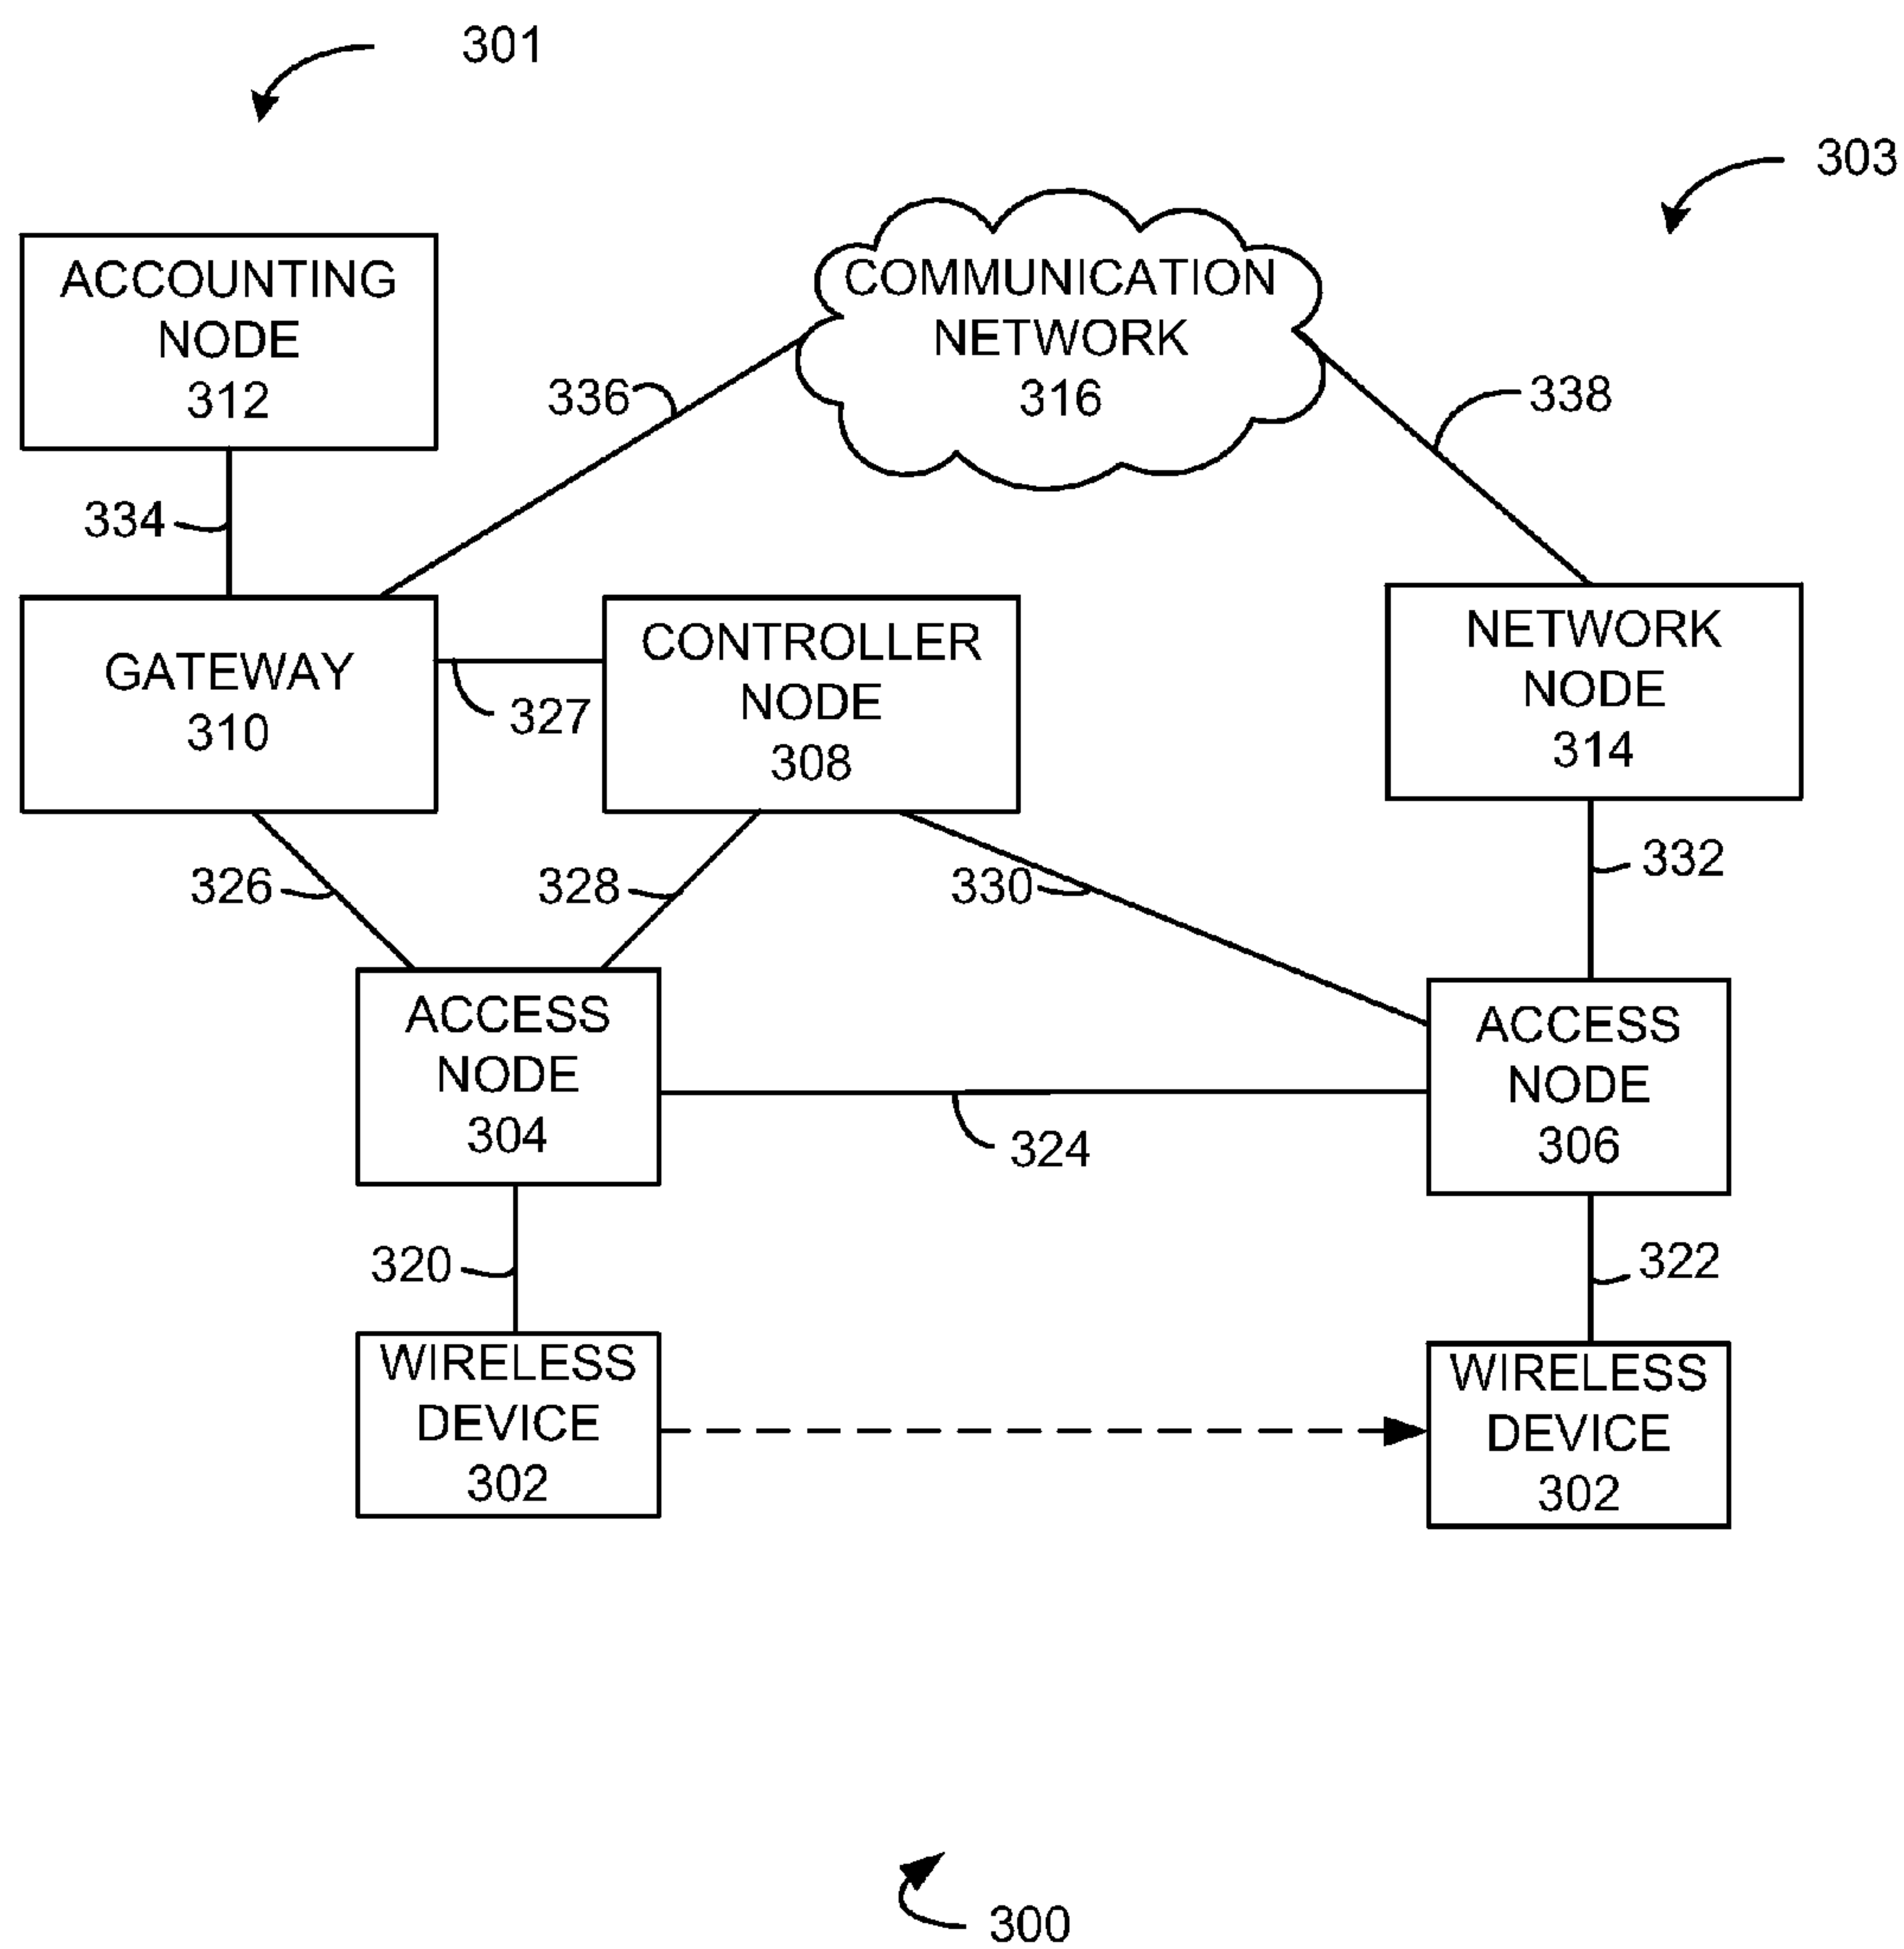 301
303
ACCOUNTING
NODE
312
COMMUNICATION
NETWORK
316
336
338
334
GATEWAY
310
327
CONTROLLER
NODE
308
NETWORK
NODE
314
326
328
330
332
ACCESS
NODE
304
324
ACCESS
NODE
306
320
322
WIRELESS
DEVICE
302
WIRELESS
DEVICE
302
300